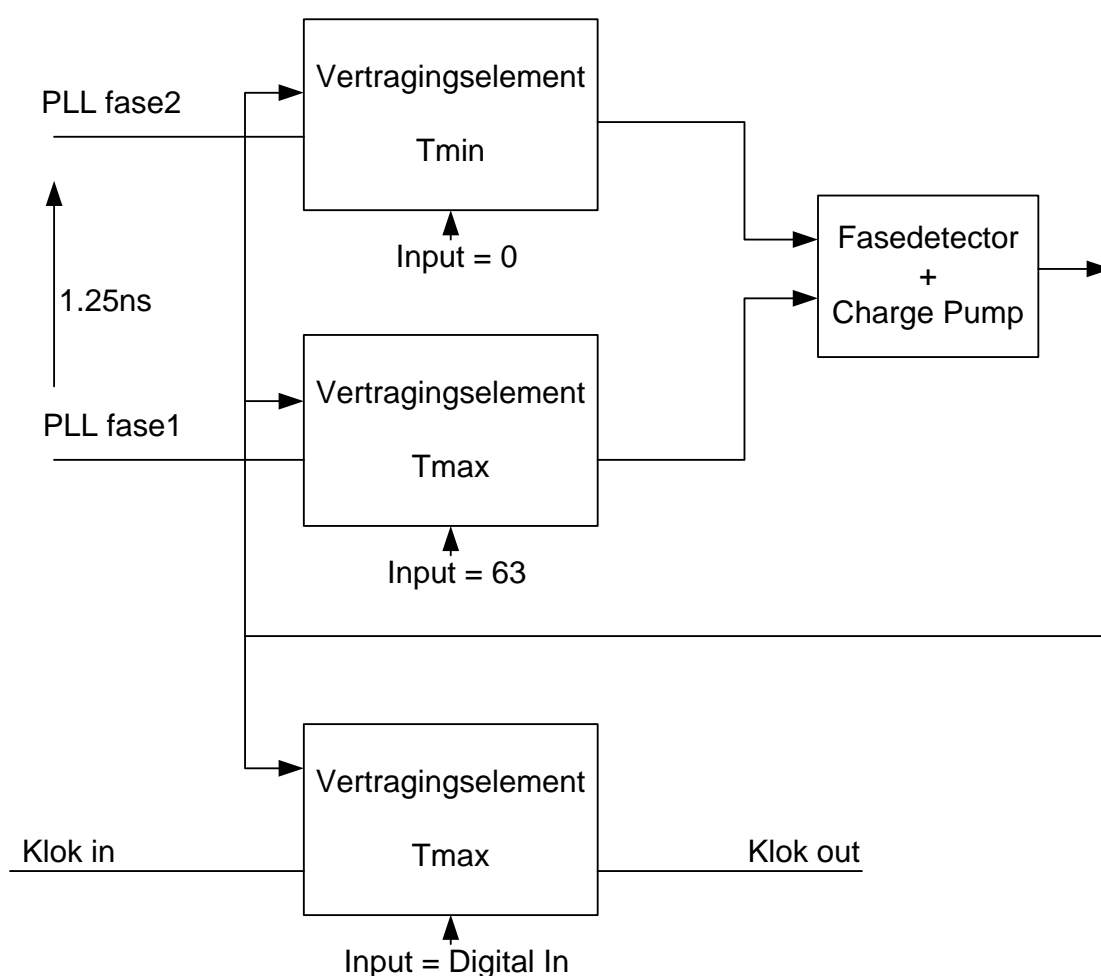 PLL fase2
Vertragingselement
Tmin
Input = 0
1.25ns
Fasedetector
+
Charge Pump
PLL fase1
Vertragingselement
Tmax
Input = 63
Klok in
Vertragingselement
Tmax
Klok out
Input = Digital In